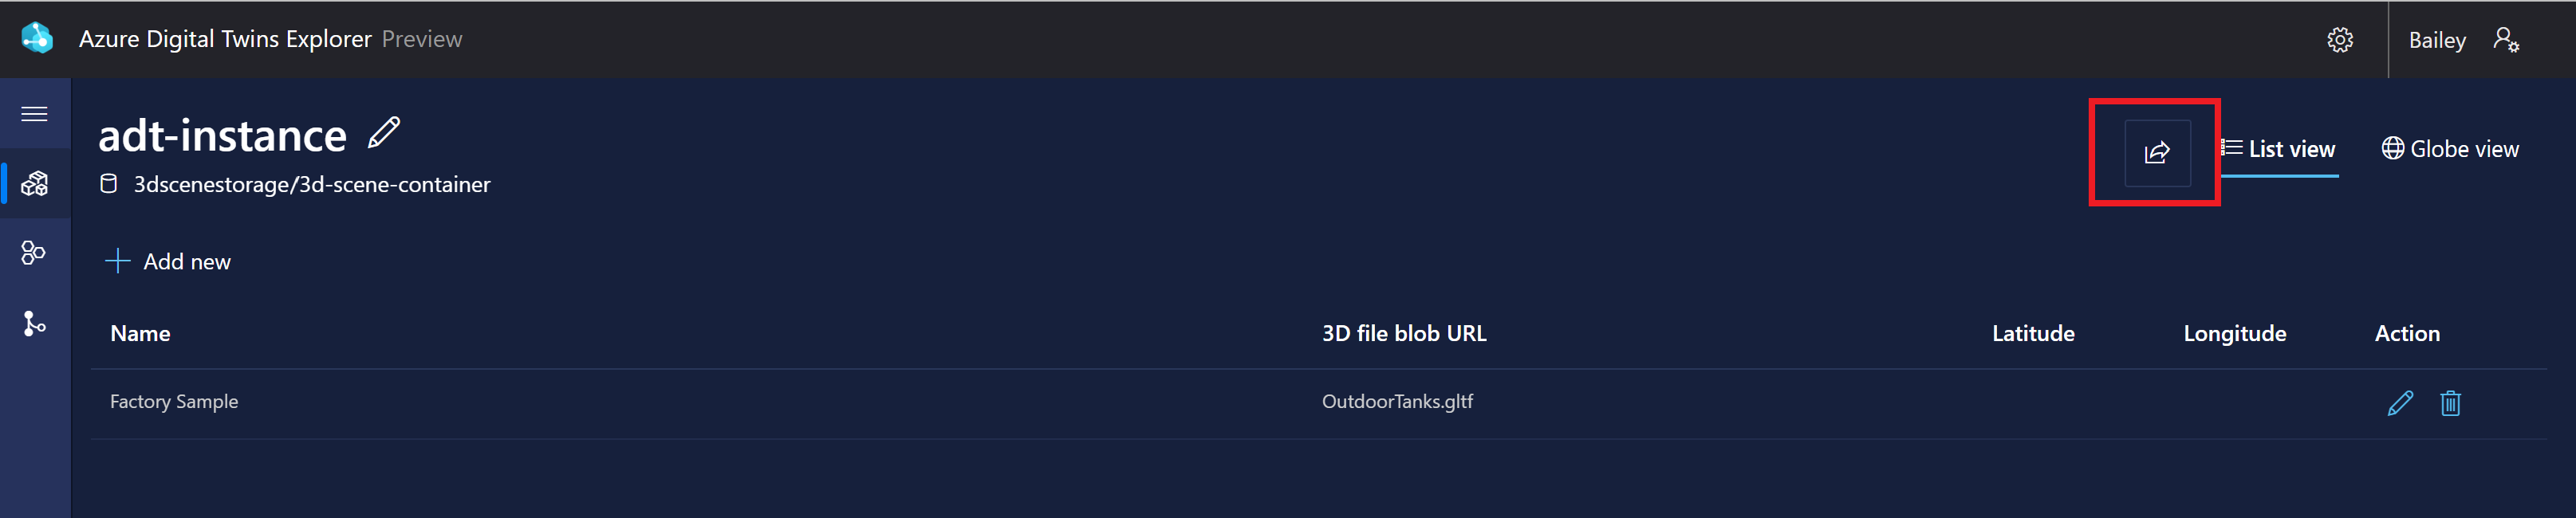 Azure Digital Twins Explorer Preview
Bailey
adt-instance
List view
Globe view
3dscenestorage/3d-scene-container
Add new
Name 3D file blob URL Latitude Longitude Action
Factory Sample OutdoorTanks.gltf